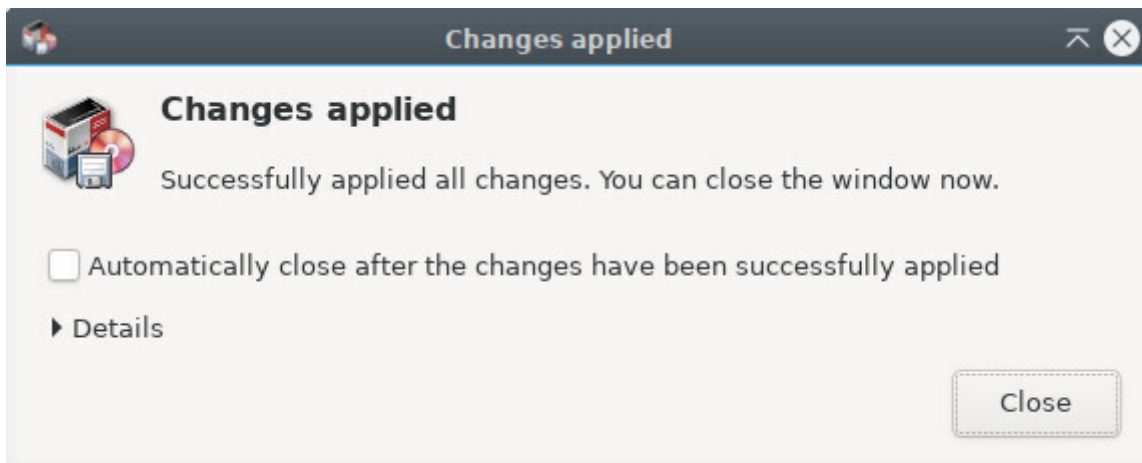 Changes applied
Changes applied
Successfully applied all changes. You can close the window now.
Automatically close after the changes have been successfully applied
Details
Close